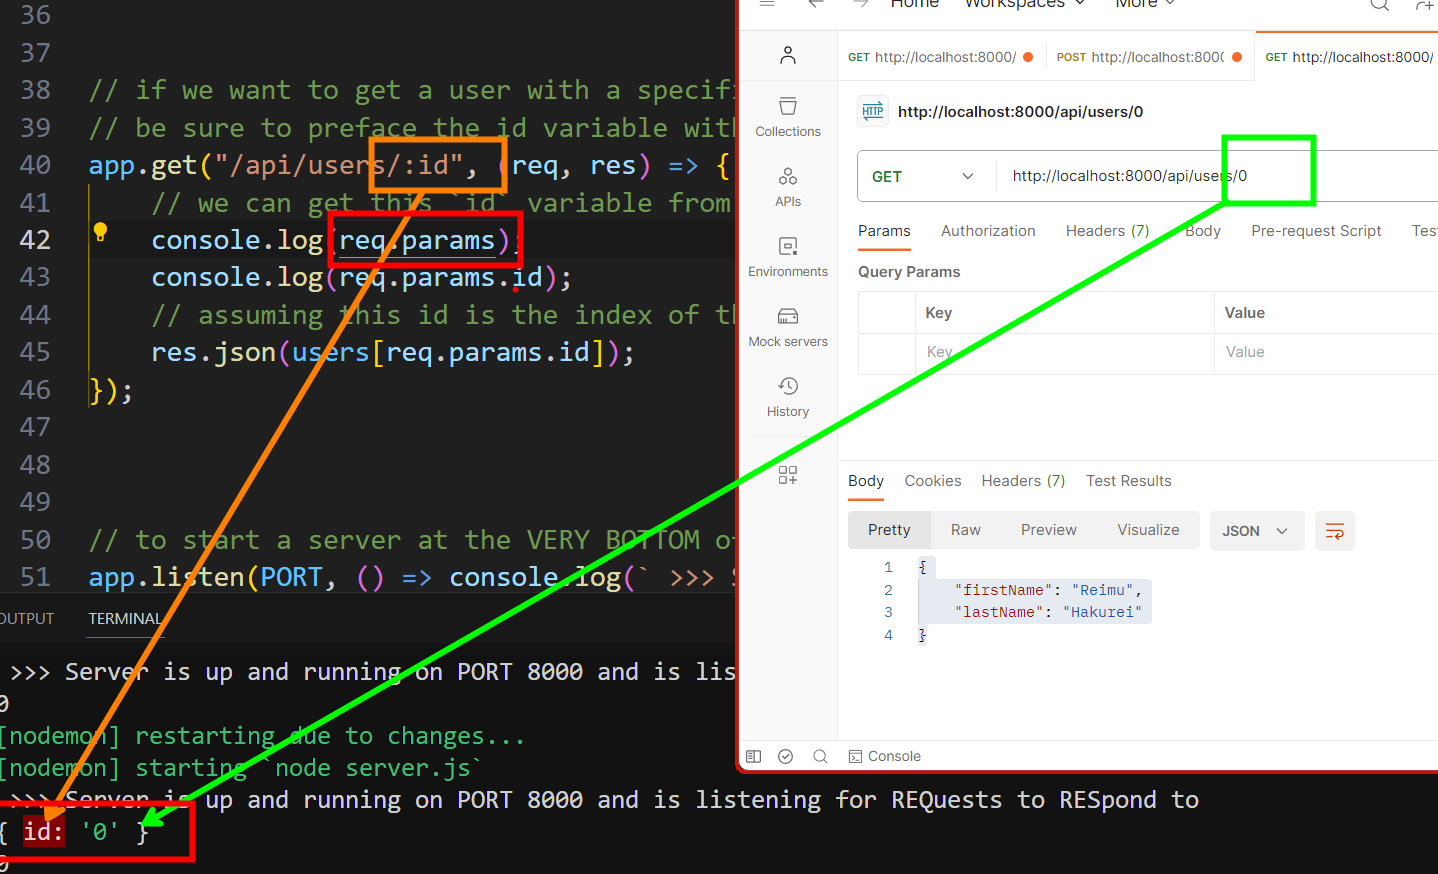 36
37
38 // if we want to get a user with a specifi
39 // be sure to preface the id variable wit
40 app.get("/api/users/:id", (req, res) => {
41 // we can get this `id` variable from
42 console.log(req.params);
43 console.log(req.params.id);
44 // assuming this id is the index of t
45 res.json(users[req.params.id]);
46 });
47
48
49
50 // to start a server at the VERY BOTTOM o
51 app.listen(PORT, () => console.log(` >>> S
OUTPUT TERMINAL
>>> Server is up and running on PORT 8000 and is lis
0
[nodemon] restarting due to changes...
[nodemon] starting `node server.js`
>>> Server is up and running on PORT 8000 and is listening for REQuests to RESpond to
{ id: '0' }
0
Home Workspaces More
GET http://localhost:8000/ POST http://localhost:8000 GET http://localhost:8000/
HTTP http://localhost:8000/api/users/0
GET http://localhost:8000/api/users/0
Params Authorization Headers (7) Body Pre-request Script Tes
Query Params
Key Value
Key Value
Collections
APIs
Environments
Mock servers
History
Body Cookies Headers (7) Test Results
Pretty Raw Preview Visualize JSON
1 {
2 "firstName": "Reimu",
3 "lastName": "Hakurei"
4 }
Console